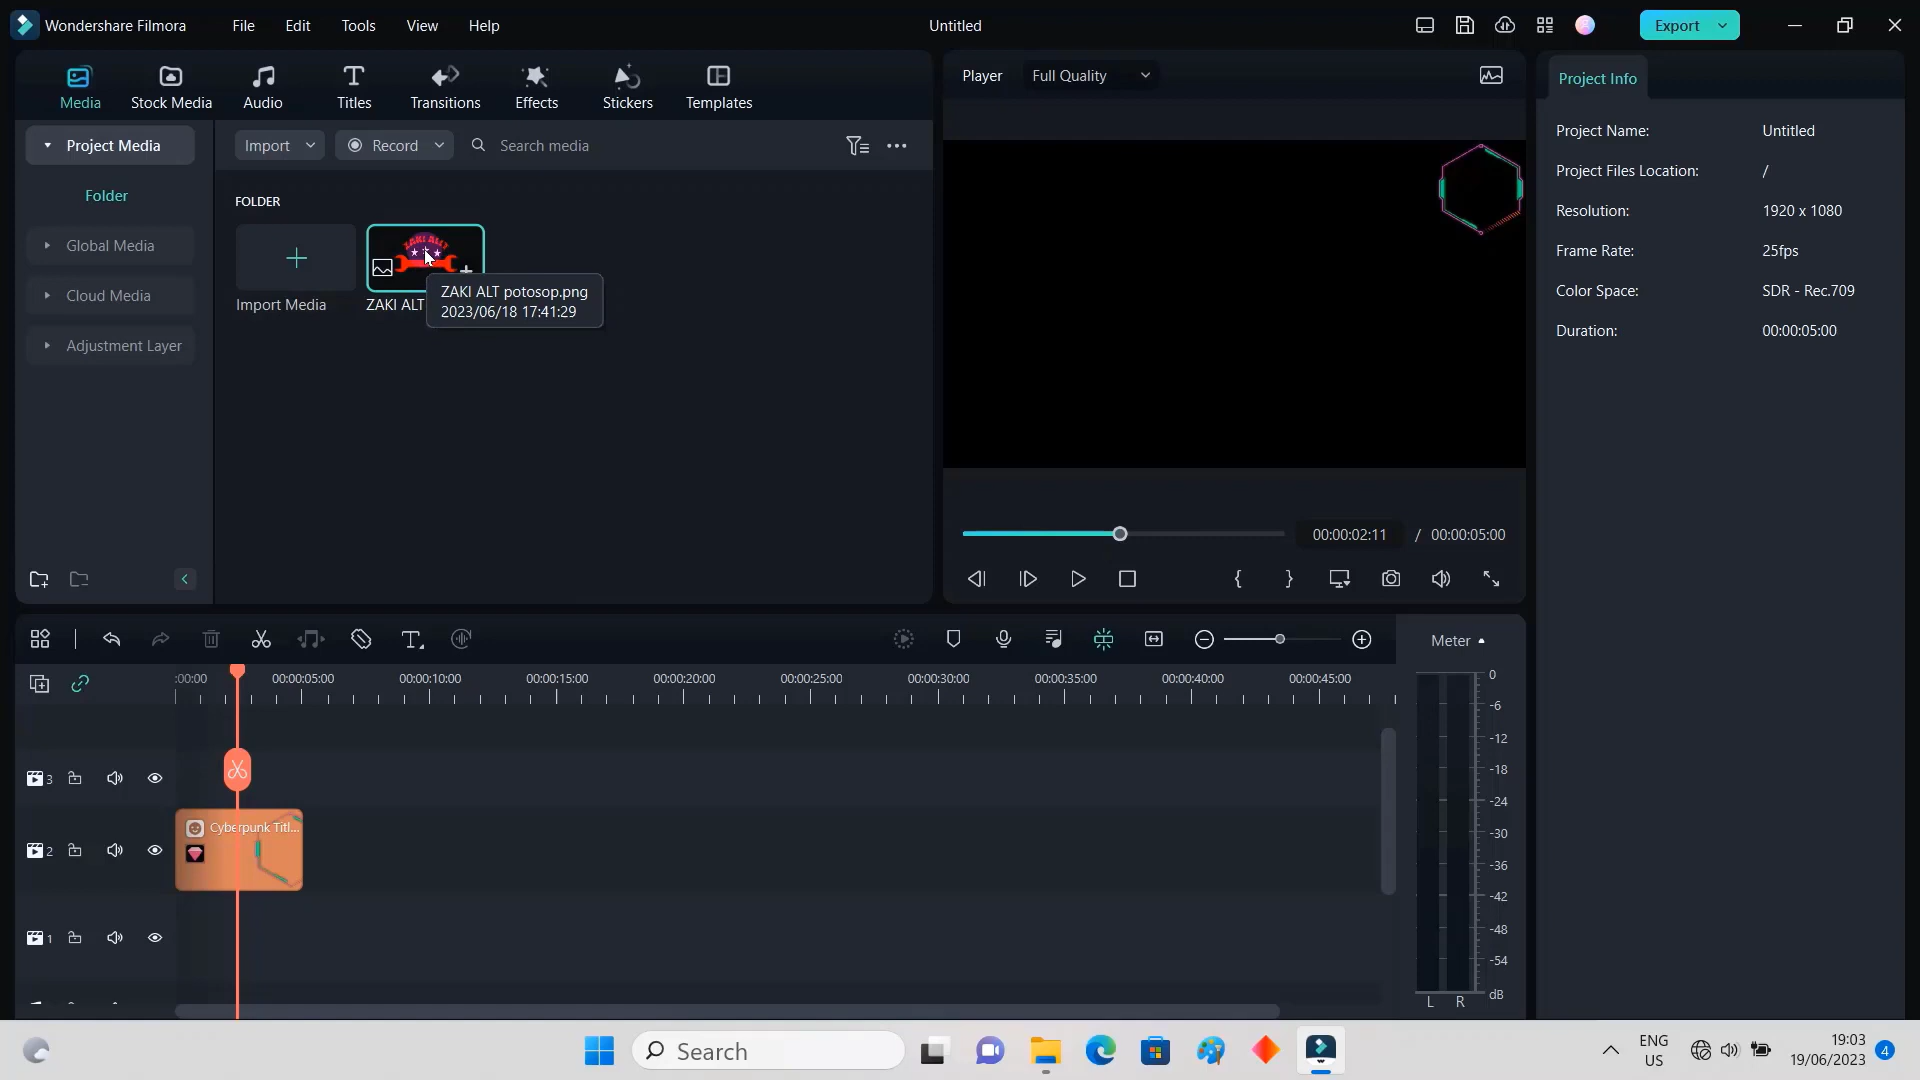 Wondershare Filmora File Edit Tools View Help Untitled Export
Media Stock Media Audio Titles Transitions Effects Stickers Templates
Player Full Quality
Project Info
Project Media
Import Record Search media
Folder
Global Media
Cloud Media
Adjustment Layer
FOLDER
Import Media
ZAKI ALT
ZAKI ALT
ZAKI ALT potosop.png
2023/06/18 17:41:29
Project Name: Untitled
Project Files Location: /
Resolution: 1920 x 1080
Frame Rate: 25fps
Color Space: SDR - Rec.709
Duration: 00:00:05:00
00:00:02:11 / 00:00:05:00
{ }
Meter
:00:00 00:00:05:00 00:00:10:00 00:00:15:00 00:00:20:00 00:00:25:00 00:00:30:00 00:00:35:00 00:00:40:00 00:00:45:00
3
Cyberpunk Titl...
2
1
0
-6
-12
-18
-24
-30
-36
-42
-48
-54
dB
L R
Search
ENG
US
19:03
19/06/2023
4